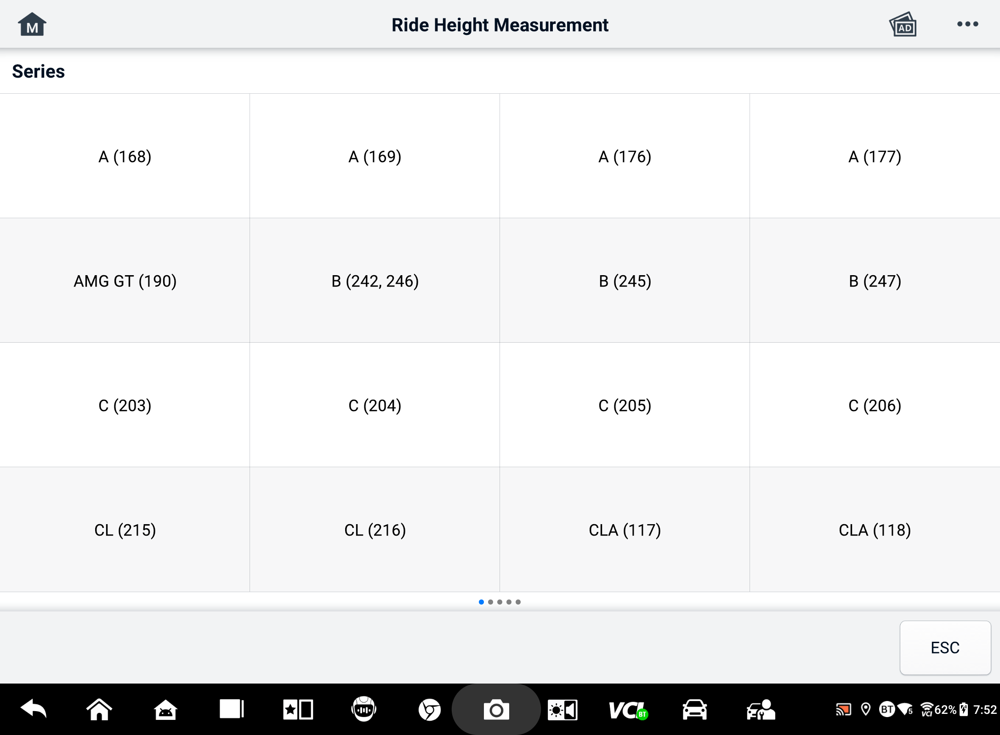 M
Ride Height Measurement
AD
Series
A (168)
A (169)
A (176)
A (177)
AMG GT (190)
B (242, 246)
B (245)
B (247)
C (203)
C (204)
C (205)
C (206)
CL (215)
CL (216)
CLA (117)
CLA (118)
ESC
VCI BT
BT 5 VCI 62% 7:52